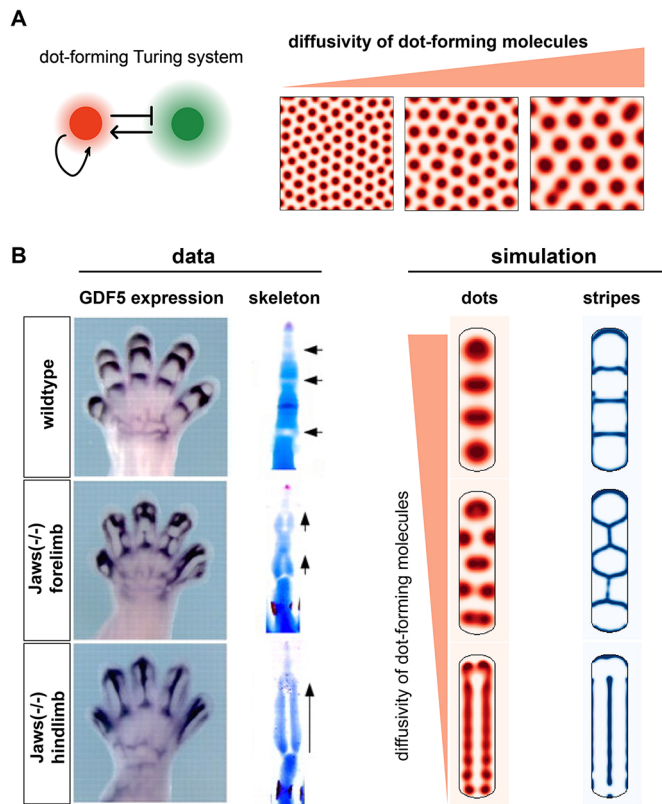 A
dot-forming Turing system
diffusivity of dot-forming molecules
B
data
simulation
GDF5 expression
skeleton
dots
stripes
wildtype
Jaws(-/-)
forelimb
Jaws(-/-)
hindlimb
diffusivity of dot-forming molecules